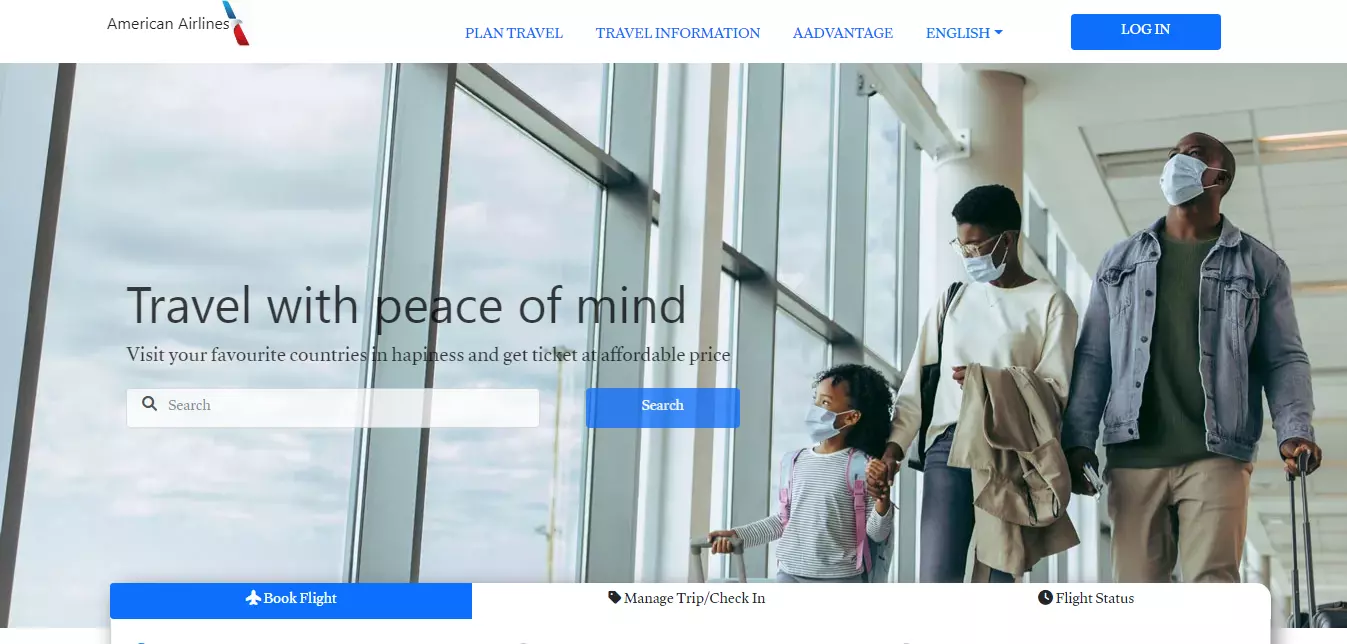 American Airlines
PLAN TRAVEL
TRAVEL INFORMATION
AADVANTAGE
ENGLISH
LOG IN
Travel with peace of mind
Visit your favourite countries in hapiness and get ticket at affordable price
Search
Search
Book Flight
Manage Trip/Check In
Flight Status